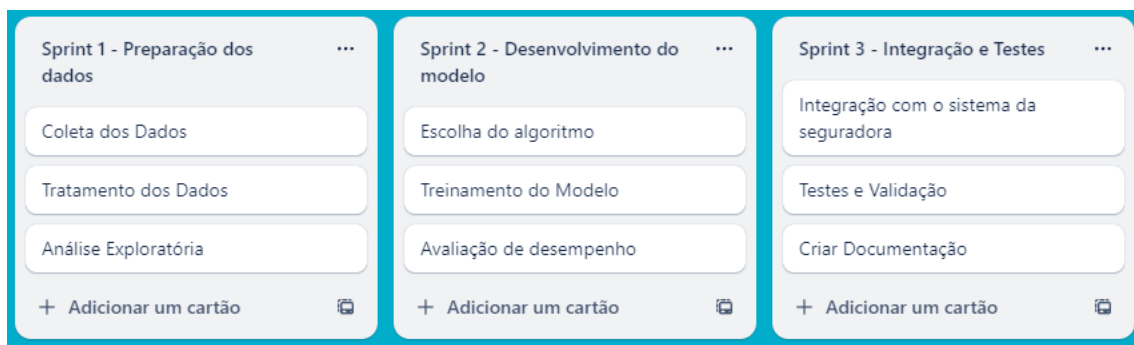 Sprint 1 - Preparação dos
dados
Coleta dos Dados
Tratamento dos Dados
Análise Exploratória
+ Adicionar um cartão
Sprint 2 - Desenvolvimento do
modelo
Escolha do algoritmo
Treinamento do Modelo
Avaliação de desempenho
+ Adicionar um cartão
Sprint 3 - Integração e Testes
Integração com o sistema da
seguradora
Testes e Validação
Criar Documentação
+ Adicionar um cartão